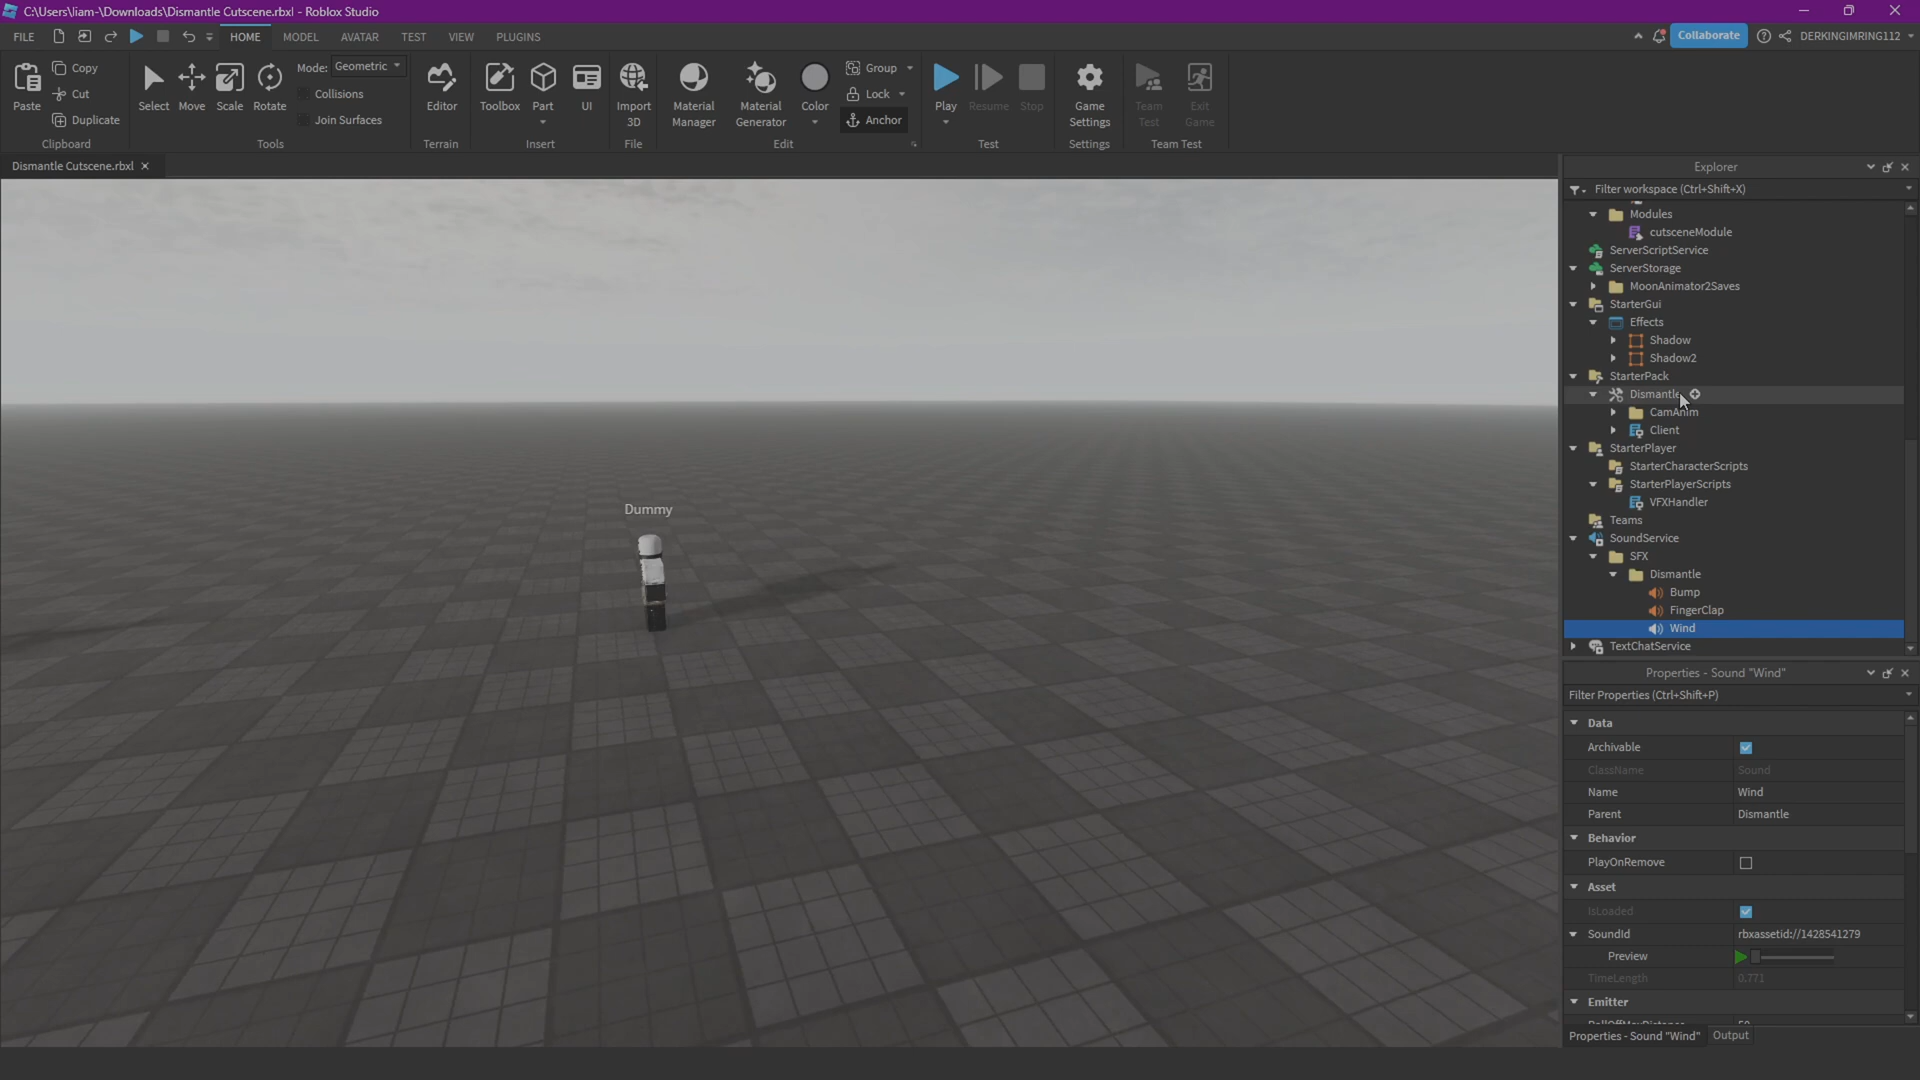 C:\Users\liam-\Downloads\Dismantle Cutscene.rbxl - Roblox Studio
FILE HOME MODEL AVATAR TEST VIEW PLUGINS Collaborate DERKINGIMRING112
Paste Copy Cut Duplicate
Clipboard
Select Move Scale Rotate Mode: Geometric Collisions Join Surfaces
Tools
Editor
Terrain
Toolbox Part UI
Insert
Import 3D
File
Material Manager Material Generator Color Group Lock Anchor
Edit
Play Resume Stop
Test
Game Settings
Settings
Team Test Exit Game
Team Test
Dismantle Cutscene.rbxl
Dummy
Explorer
Filter workspace (Ctrl+Shift+X)
Modules
cutsceneModule
ServerScriptService
ServerStorage
MoonAnimator2Saves
StarterGui
Effects
Shadow
Shadow2
StarterPack
Dismantle
CamAnim
Client
StarterPlayer
StarterCharacterScripts
StarterPlayerScripts
VFXHandler
Teams
SoundService
SFX
Dismantle
Bump
FingerClap
Wind
TextChatService
Properties - Sound "Wind"
Filter Properties (Ctrl+Shift+P)
Data
Archivable
ClassName Sound
Name Wind
Parent Dismantle
Behavior
PlayOnRemove
Asset
IsLoaded
SoundId rbxassetid://1428541279
Preview
TimeLength 0.771
Emitter
Properties - Sound "Wind" Output